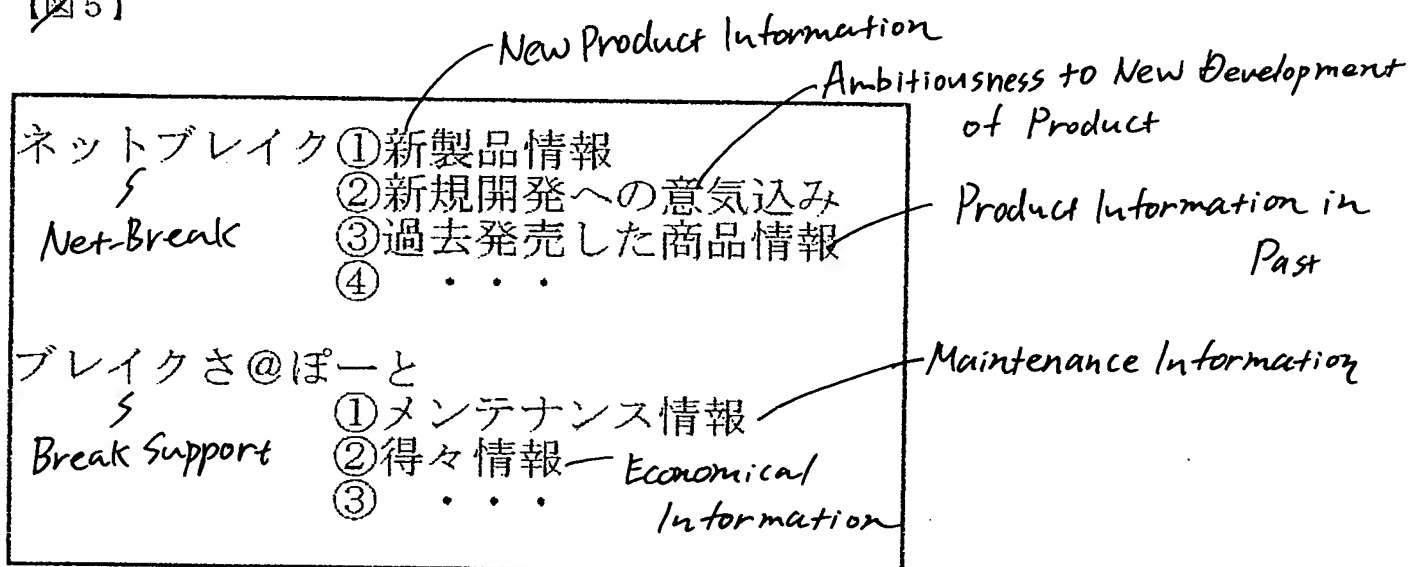 【図5】
New Product Information
Ambitiousness to New Development
of Product
ネットブレイク①新製品情報
②新規開発への意気込み
Net-Break
③過去発売した商品情報
Product Information in
Past
④ ・・・
ブレイクさ@ぽーと
Maintenance Information
①メンテナンス情報
Break Support
②得々情報
Economical
Information
③ ・・・